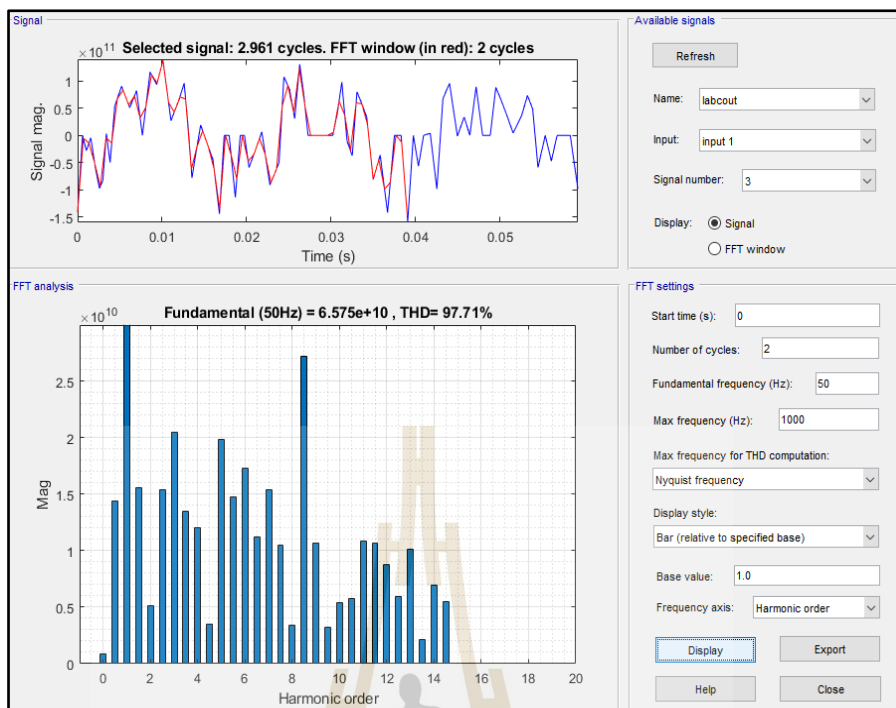 Signal
Selected signal: 2.961 cycles. FFT window (in red): 2 cycles
×10^11
1
0.5
0
-0.5
-1
-1.5
Signal mag.
0 0.01 0.02 0.03 0.04 0.05
Time (s)
FFT analysis
Fundamental (50Hz) = 6.575e+10 , THD= 97.71%
×10^10
2.5
2
1.5
1
0.5
0
Mag
0 2 4 6 8 10 12 14 16 18 20
Harmonic order
Available signals
Refresh
Name: labcout
Input: input 1
Signal number: 3
Display: Signal
FFT window
FFT settings
Start time (s): 0
Number of cycles: 2
Fundamental frequency (Hz): 50
Max frequency (Hz): 1000
Max frequency for THD computation:
Nyquist frequency
Display style:
Bar (relative to specified base)
Base value: 1.0
Frequency axis: Harmonic order
Display Export
Help Close